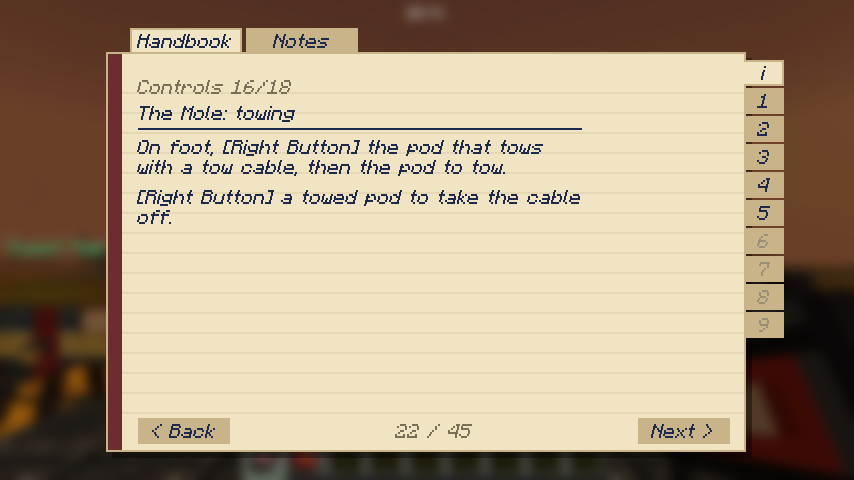 Handbook
Notes
Controls 16/18
The Mole: towing
On foot, [Right Button] the pod that tows
with a tow cable, then the pod to tow.
[Right Button] a towed pod to take the cable
off.
i
1
2
3
4
5
6
7
8
9
< Back
22 / 45
Next >